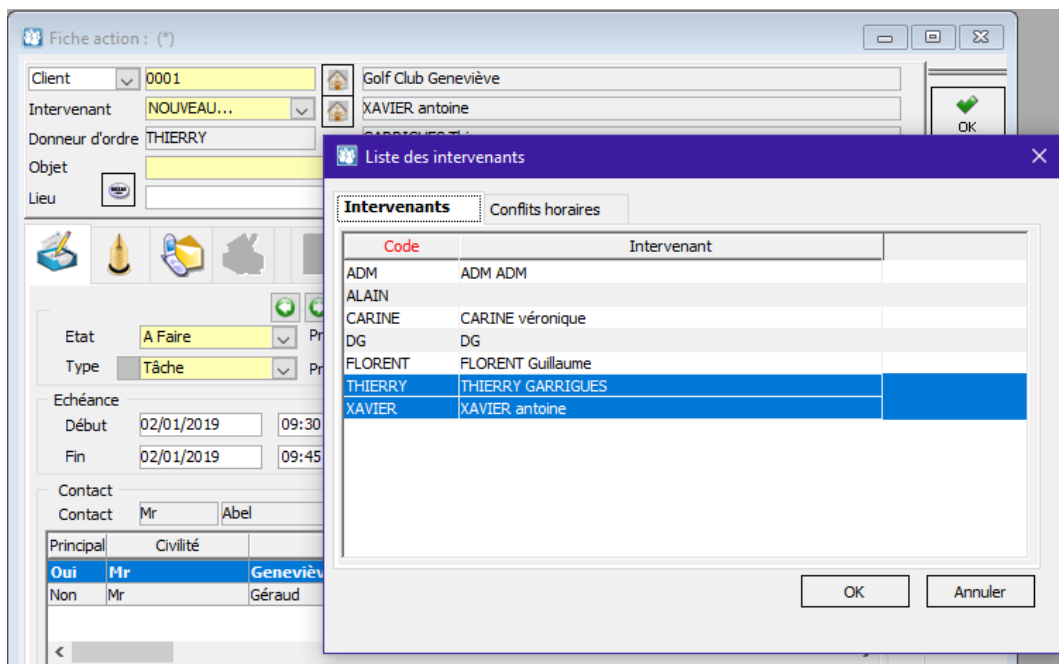 Fiche action : (*)
Client 0001 Golf Club Geneviève
Intervenant NOUVEAU... XAVIER antoine
Donneur d'ordre THIERRY
OK
Objet
Lieu
Etat A Faire
Type Tâche
Echéance
Début 02/01/2019 09:30
Fin 02/01/2019 09:45
Contact
Contact Mr Abel
Principal Civilité
Oui Mr Geneviè
Non Mr Géraud
Liste des intervenants
Intervenants Conflits horaires
Code Intervenant
ADM ADM ADM
ALAIN
CARINE CARINE véronique
DG DG
FLORENT FLORENT Guillaume
THIERRY THIERRY GARRIGUES
XAVIER XAVIER antoine
OK Annuler